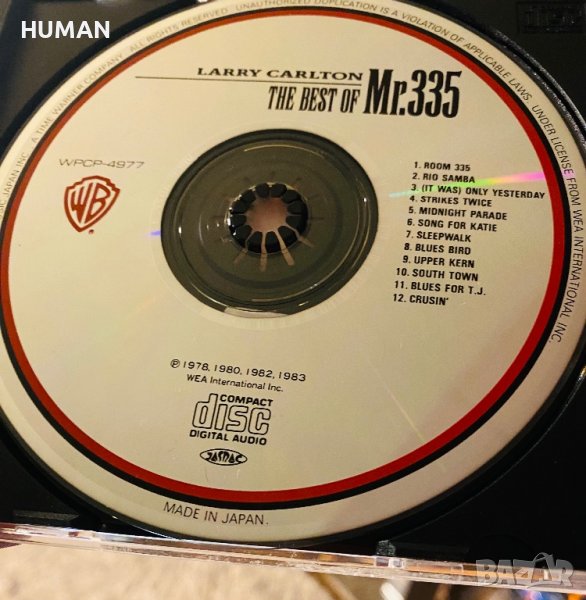 HUMAN
UNAUTHORIZED DUPLICATION IS A VIOLATION OF APPLICABLE LAWS. UNDER LICENSE FROM WEA INTERNATIONAL INC.
JAPAN INC. A TIME WARNER COMPANY. ALL RIGHTS RESERVED.
LARRY CARLTON
THE BEST OF Mr.335
WPCP-4977
WB
1. ROOM 335
2. RIO SAMBA
3. (IT WAS) ONLY YESTERDAY
4. STRIKES TWICE
5. MIDNIGHT PARADE
6. SONG FOR KATIE
7. SLEEPWALK
8. BLUES BIRD
9. UPPER KERN
10. SOUTH TOWN
11. BLUES FOR T.J.
12. CRUSIN'
℗ 1978, 1980, 1982, 1983
WEA International Inc.
COMPACT
disc
DIGITAL AUDIO
JASRAC
MADE IN JAPAN.
BAZAR